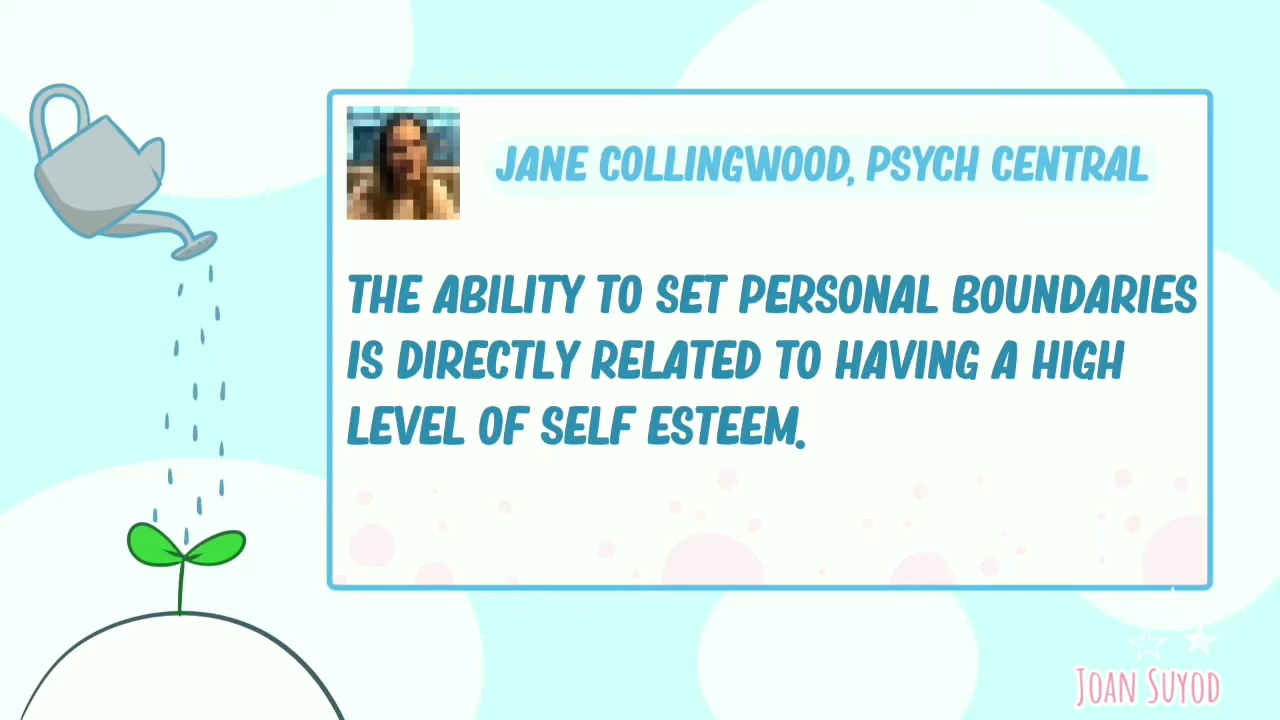 JANE COLLINGWOOD, PSYCH CENTRAL
THE ABILITY TO SET PERSONAL BOUNDARIES
IS DIRECTLY RELATED TO HAVING A HIGH
LEVEL OF SELF ESTEEM.
JOAN SUYOD